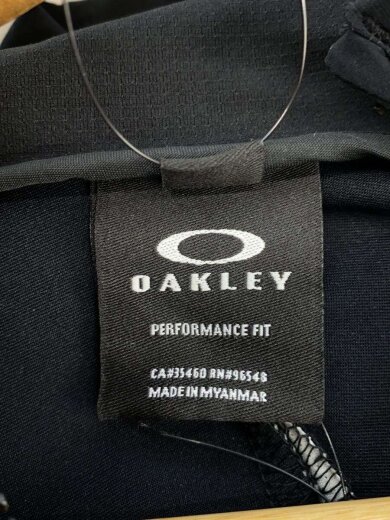 OAKLEY
PERFORMANCE FIT
CA#35460 RN#96548
MADE IN MYANMAR